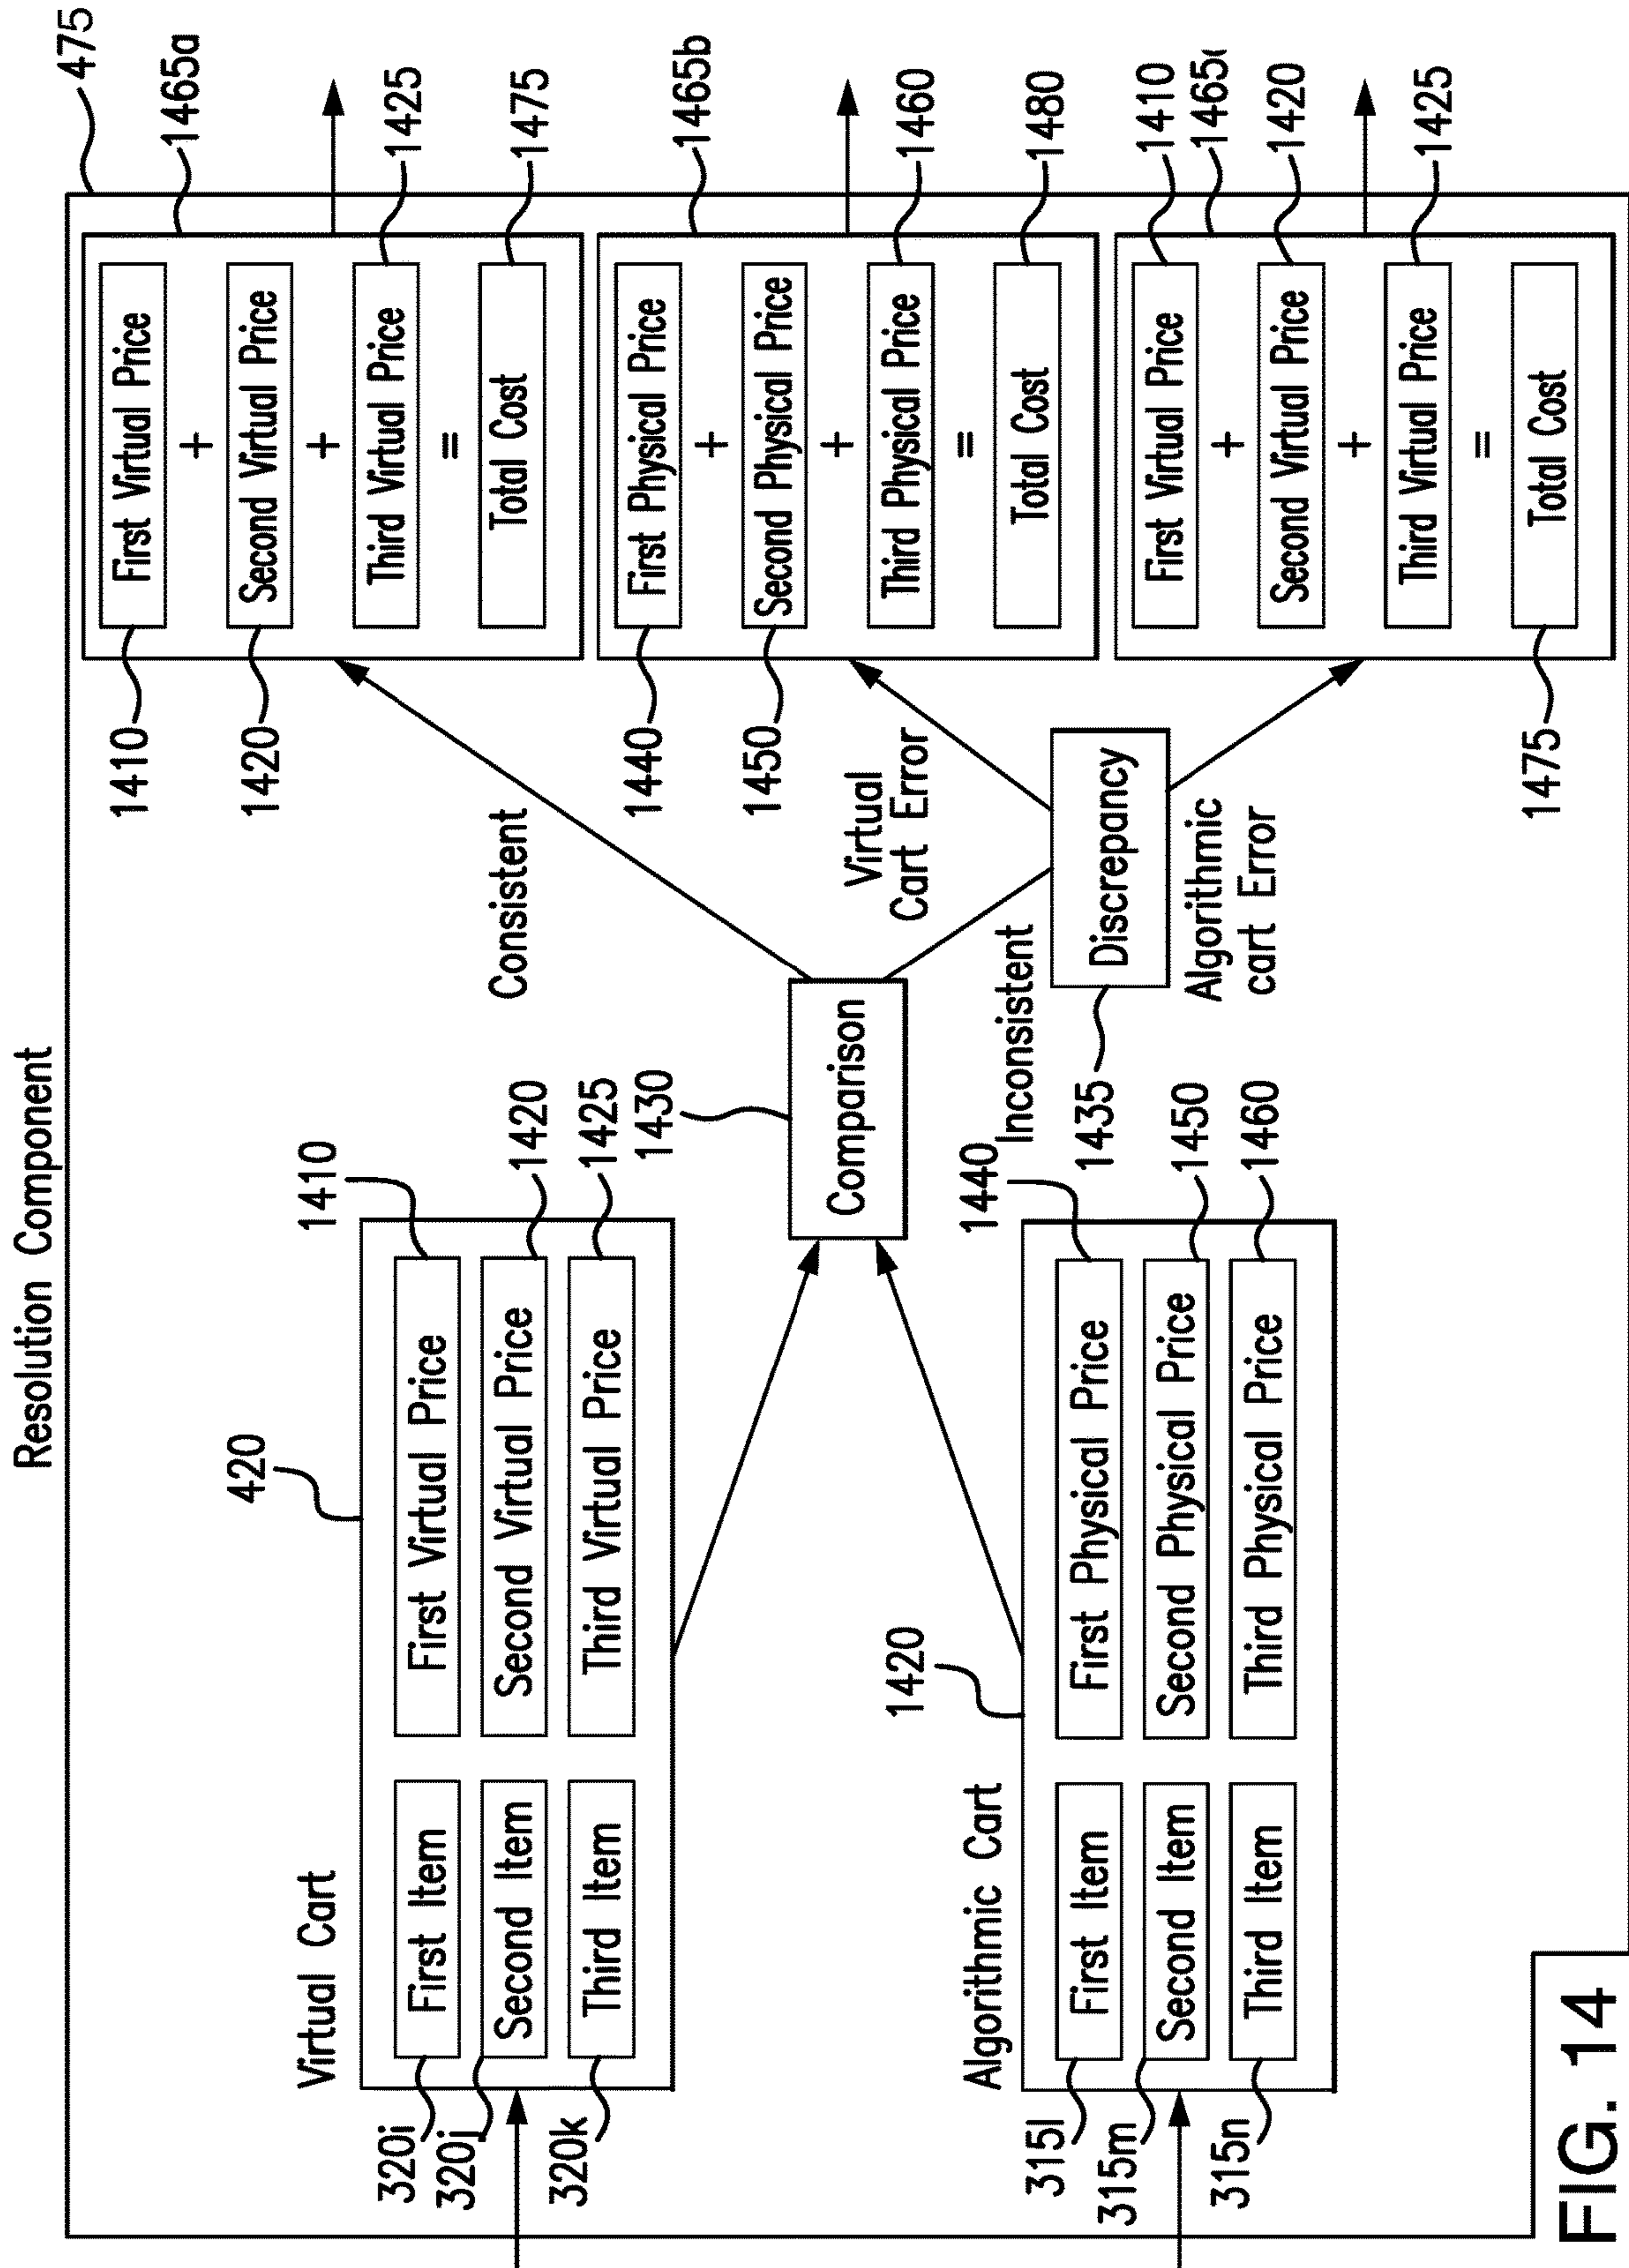 Resolution Component
475
Virtual Cart
420
320i
First Item
First Virtual Price
1410
320j
Second Item
Second Virtual Price
1420
320k
Third Item
Third Virtual Price
1425
Algorithmic Cart
1420
315l
First Item
First Physical Price
1440
315m
Second Item
Second Physical Price
1450
315n
Third Item
Third Physical Price
1460
1430
Comparison
Consistent
Inconsistent
1435
Discrepancy
Virtual
Cart Error
Algorithmic
cart Error
1465a
1410
First Virtual Price
+
1420
Second Virtual Price
+
Third Virtual Price
1425
=
Total Cost
1475
1465b
1440
First Physical Price
+
1450
Second Physical Price
+
Third Physical Price
1460
=
Total Cost
1480
First Virtual Price
1410
1465c
+
Second Virtual Price
1420
+
Third Virtual Price
1425
=
1475
Total Cost
FIG. 14